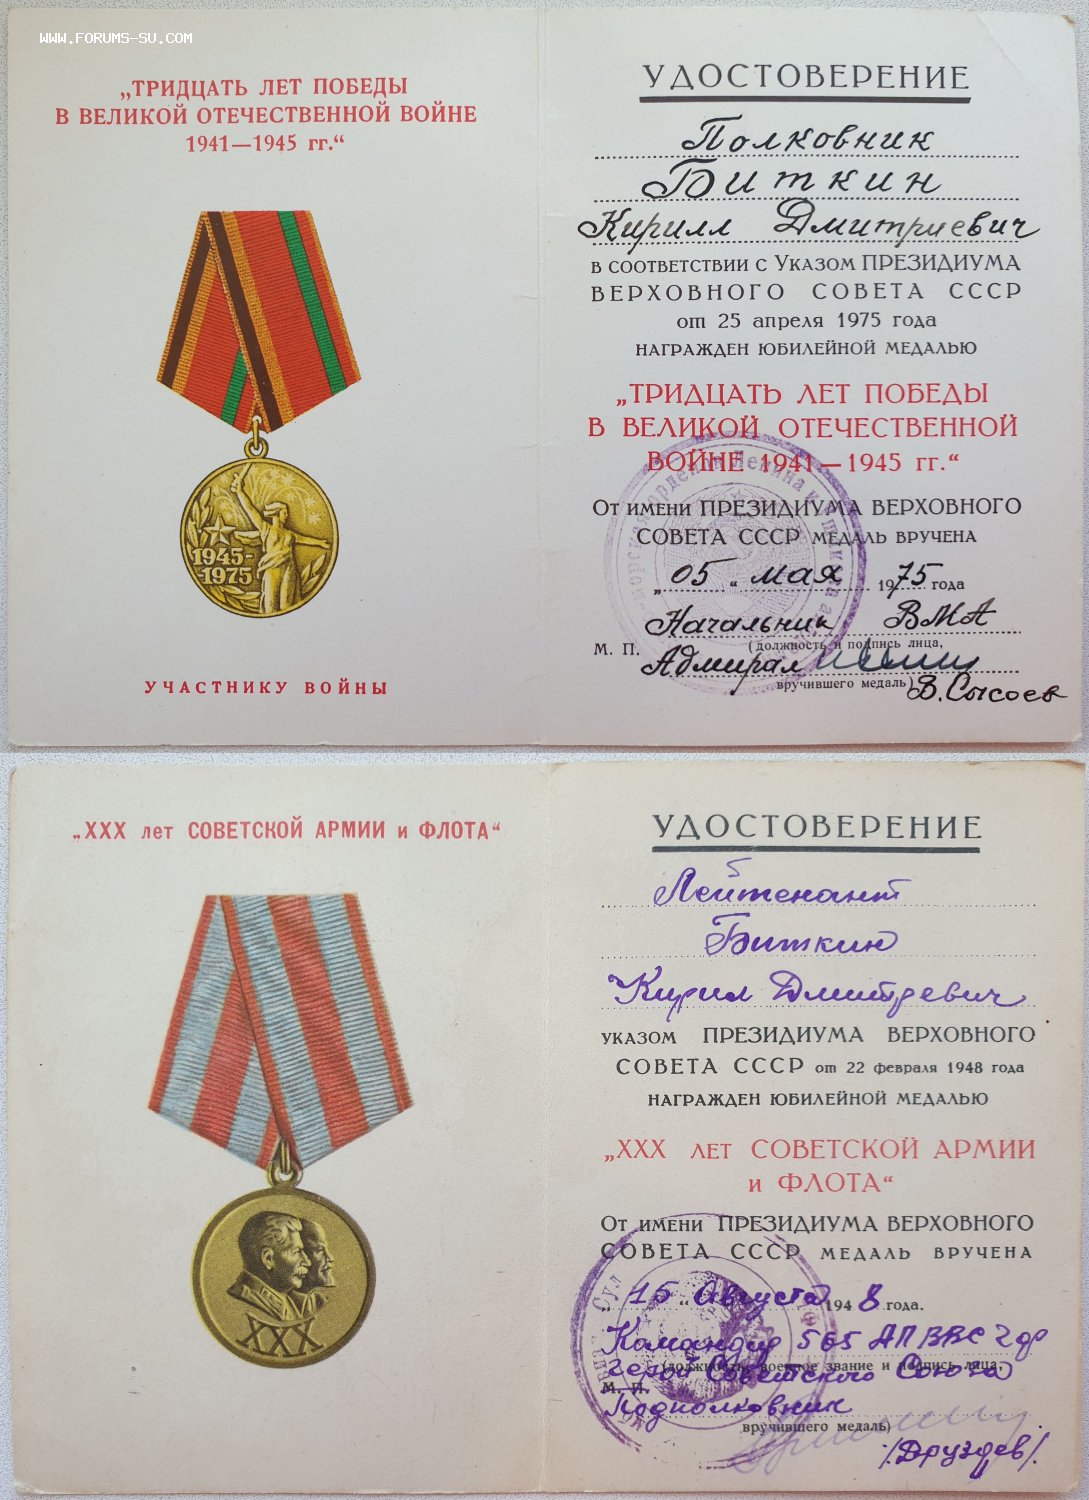 WWW.FORUMS-SU.COM
„ТРИДЦАТЬ ЛЕТ ПОБЕДЫ
В ВЕЛИКОЙ ОТЕЧЕСТВЕННОЙ ВОЙНЕ
1941—1945 гг.“
1945-
-1975
УЧАСТНИКУ ВОЙНЫ
УДОСТОВЕРЕНИЕ
Полковник
Биткин
Кирилл Дмитриевич
В СООТВЕТСТВИИ С УКАЗОМ ПРЕЗИДИУМА
ВЕРХОВНОГО СОВЕТА СССР
от 25 апреля 1975 года
НАГРАЖДЕН ЮБИЛЕЙНОЙ МЕДАЛЬЮ
„ТРИДЦАТЬ ЛЕТ ПОБЕДЫ
В ВЕЛИКОЙ ОТЕЧЕСТВЕННОЙ
ВОЙНЕ 1941—1945 гг.“
ОТ ИМЕНИ ПРЕЗИДИУМА ВЕРХОВНОГО
СОВЕТА СССР МЕДАЛЬ ВРУЧЕНА
„05“ мая 1975 года
Начальник ВМА
М. П. (должность и подпись лица,
Адмирал
вручившего медаль) В. Сысоев
„XXX лет СОВЕТСКОЙ АРМИИ и ФЛОТА“
XXX
УДОСТОВЕРЕНИЕ
Лейтенант
Биткин
Кирил Дмитревич
УКАЗОМ ПРЕЗИДИУМА ВЕРХОВНОГО
СОВЕТА СССР от 22 февраля 1948 года
НАГРАЖДЕН ЮБИЛЕЙНОЙ МЕДАЛЬЮ
„XXX ЛЕТ СОВЕТСКОЙ АРМИИ
И ФЛОТА“
ОТ ИМЕНИ ПРЕЗИДИУМА ВЕРХОВНОГО
СОВЕТА СССР МЕДАЛЬ ВРУЧЕНА
„15“ Августа 1948 года.
Командир 565 АП ВВС
(должность, военное звание и подпись лица,
Герой Советского Союза
М. П.
Подполковник
вручившего медаль)
/Друздев/.